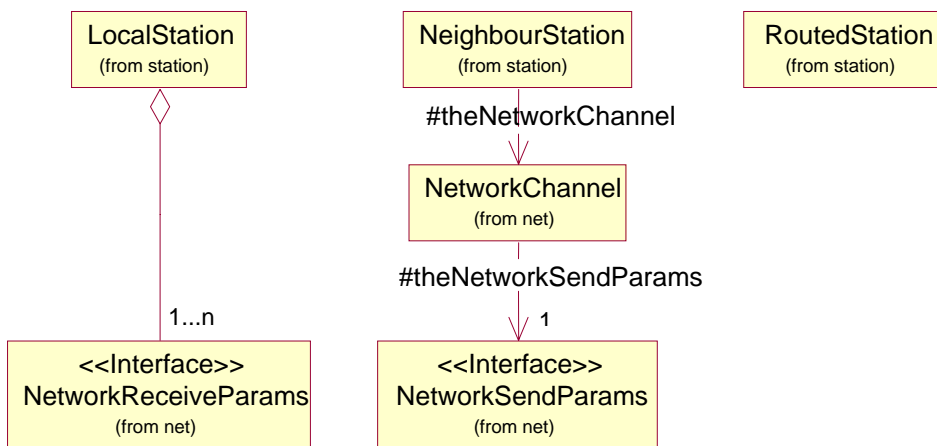 LocalStation
(from station)
NeighbourStation
(from station)
RoutedStation
(from station)
#theNetworkChannel
NetworkChannel
(from net)
#theNetworkSendParams
1...n
1
<<Interface>>
NetworkReceiveParams
(from net)
<<Interface>>
NetworkSendParams
(from net)